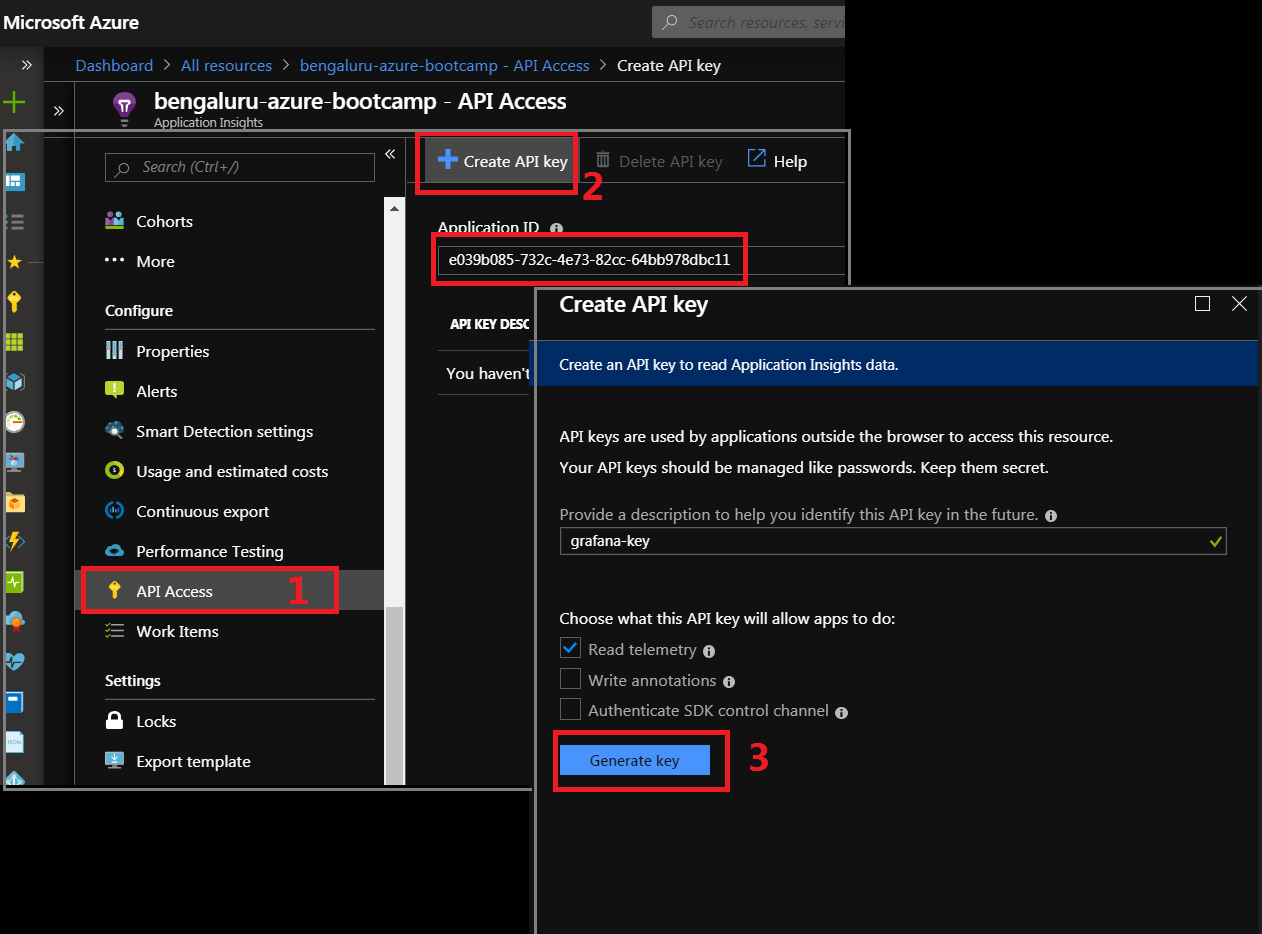 Microsoft Azure
Search resources, servi
Dashboard > All resources > bengaluru-azure-bootcamp - API Access > Create API key
bengaluru-azure-bootcamp - API Access
Application Insights
Search (Ctrl+/)
Cohorts
More
Configure
Properties
Alerts
Smart Detection settings
Usage and estimated costs
Continuous export
Performance Testing
API Access 1
Work Items
Settings
Locks
Export template
Create API key
Delete API key
Help
2
Application ID
e039b085-732c-4e73-82cc-64bb978dbc11
API KEY DESC
You haven't
Create API key
Create an API key to read Application Insights data.
API keys are used by applications outside the browser to access this resource.
Your API keys should be managed like passwords. Keep them secret.
Provide a description to help you identify this API key in the future.
grafana-key
Choose what this API key will allow apps to do:
Read telemetry
Write annotations
Authenticate SDK control channel
Generate key 3